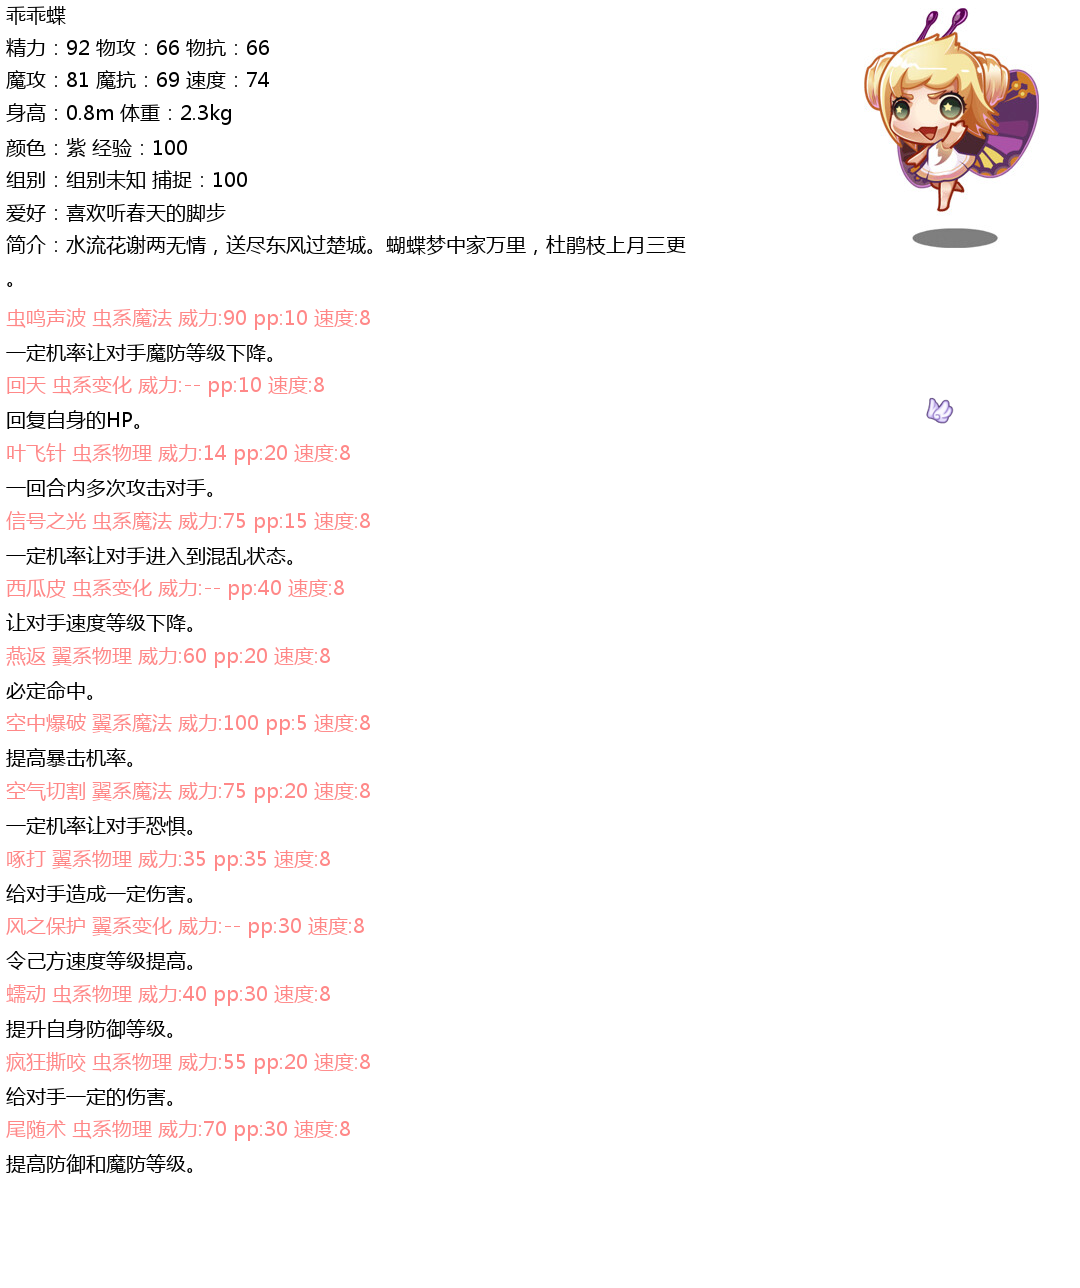 乖乖蝶
精力：92 物攻：66 物抗：66
魔攻：81 魔抗：69 速度：74
身高：0.8m 体重：2.3kg
颜色：紫 经验：100
组别：组别未知 捕捉：100
爱好：喜欢听春天的脚步
简介：水流花谢两无情，送尽东风过楚城。蝴蝶梦中家万里，杜鹃枝上月三更
。
虫鸣声波 虫系魔法 威力:90 pp:10 速度:8
一定机率让对手魔防等级下降。
回天 虫系变化 威力:-- pp:10 速度:8
回复自身的HP。
叶飞针 虫系物理 威力:14 pp:20 速度:8
一回合内多次攻击对手。
信号之光 虫系魔法 威力:75 pp:15 速度:8
一定机率让对手进入到混乱状态。
西瓜皮 虫系变化 威力:-- pp:40 速度:8
让对手速度等级下降。
燕返 翼系物理 威力:60 pp:20 速度:8
必定命中。
空中爆破 翼系魔法 威力:100 pp:5 速度:8
提高暴击机率。
空气切割 翼系魔法 威力:75 pp:20 速度:8
一定机率让对手恐惧。
啄打 翼系物理 威力:35 pp:35 速度:8
给对手造成一定伤害。
风之保护 翼系变化 威力:-- pp:30 速度:8
令己方速度等级提高。
蠕动 虫系物理 威力:40 pp:30 速度:8
提升自身防御等级。
疯狂撕咬 虫系物理 威力:55 pp:20 速度:8
给对手一定的伤害。
尾随术 虫系物理 威力:70 pp:30 速度:8
提高防御和魔防等级。